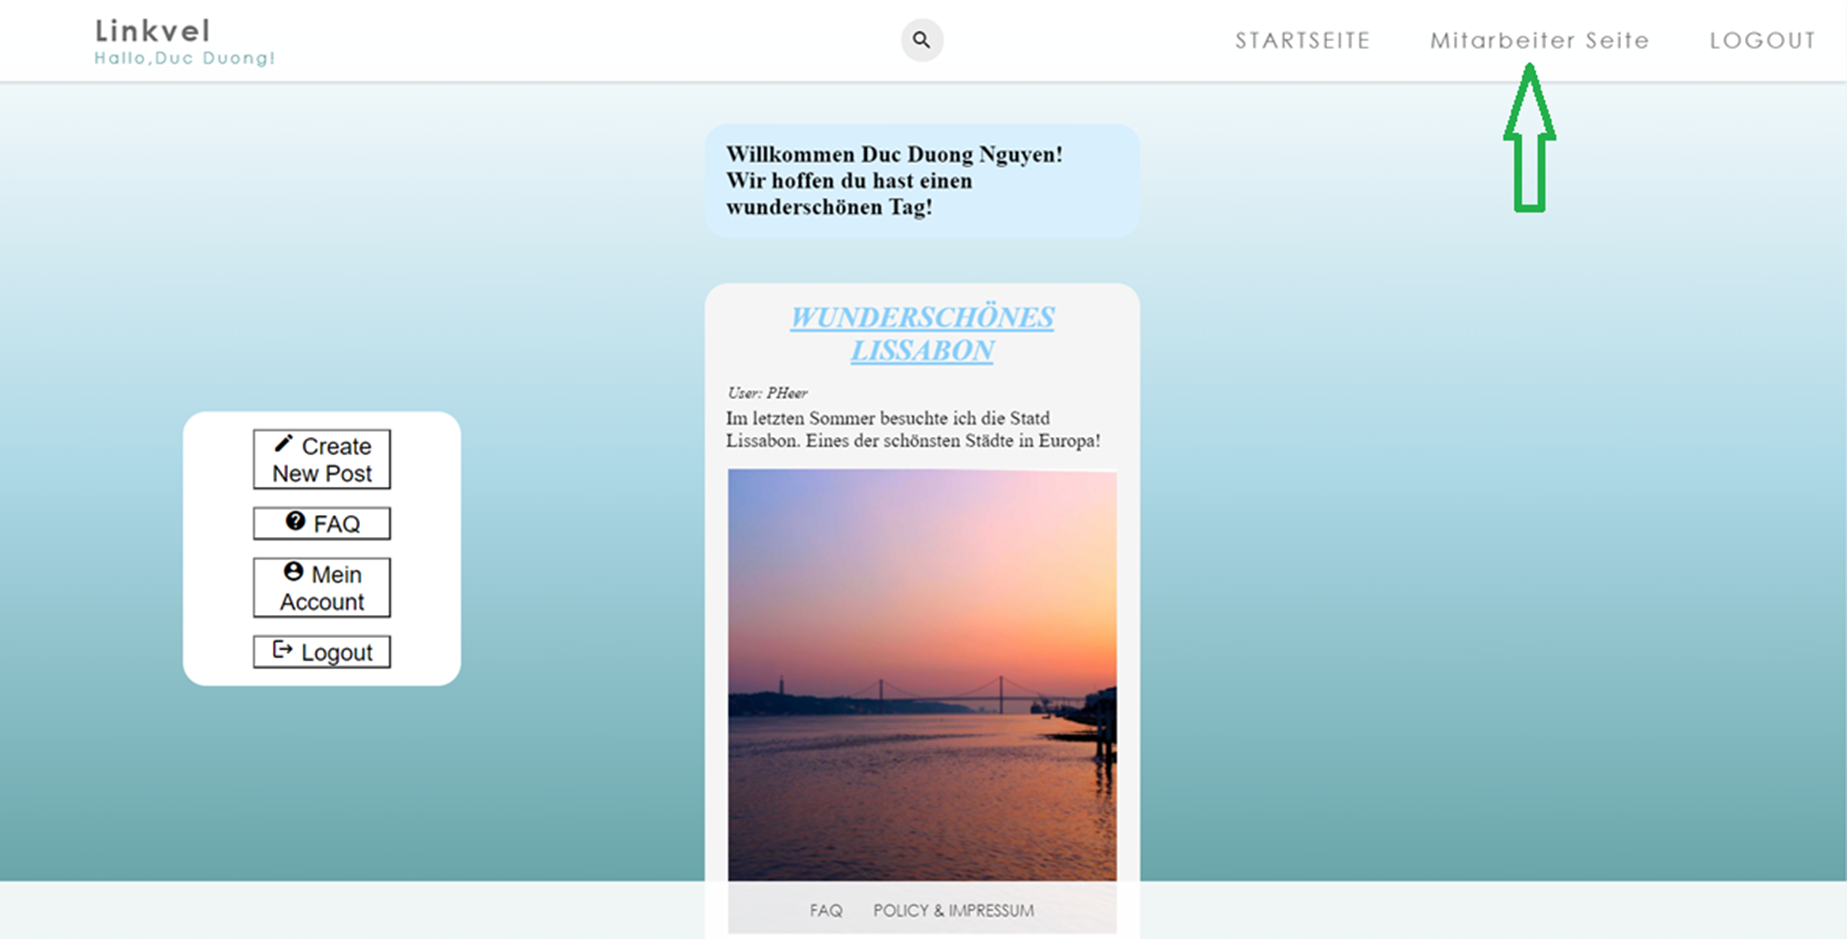 Linkvel
Hallo,Duc Duong!
STARTSEITE
Mitarbeiter Seite
LOGOUT
Willkommen Duc Duong Nguyen!
Wir hoffen du hast einen
wunderschönen Tag!
WUNDERSCHÖNES
LISSABON
User: PHeer
Im letzten Sommer besuchte ich die Statd
Lissabon. Eines der schönsten Städte in Europa!
Create
New Post
FAQ
Mein
Account
Logout
FAQ
POLICY & IMPRESSUM